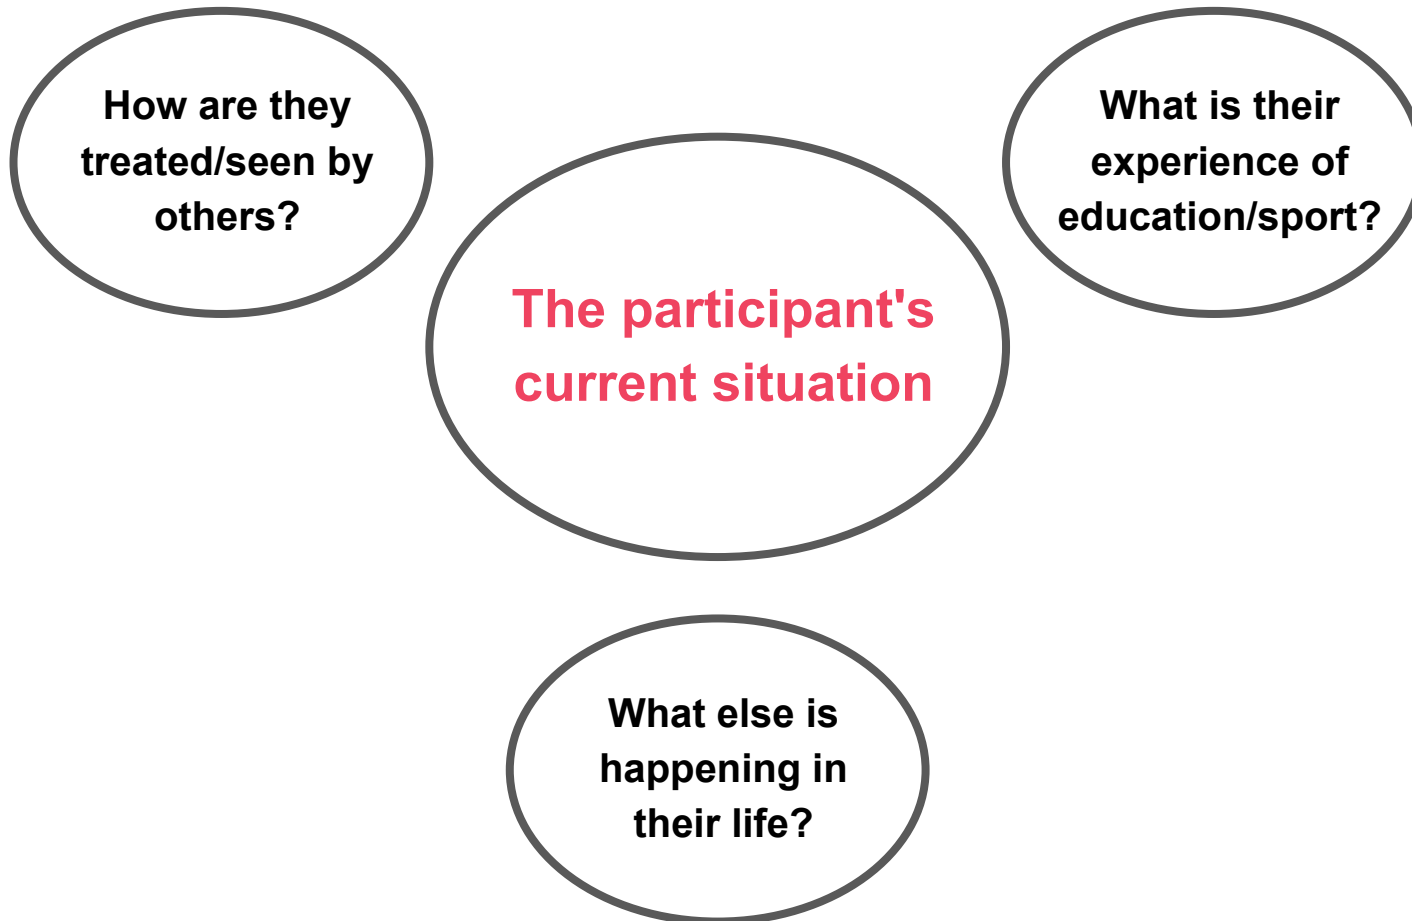 How are they
treated/seen by
others?
What is their
experience of
education/sport?
The participant's
current situation
What else is
happening in
their life?